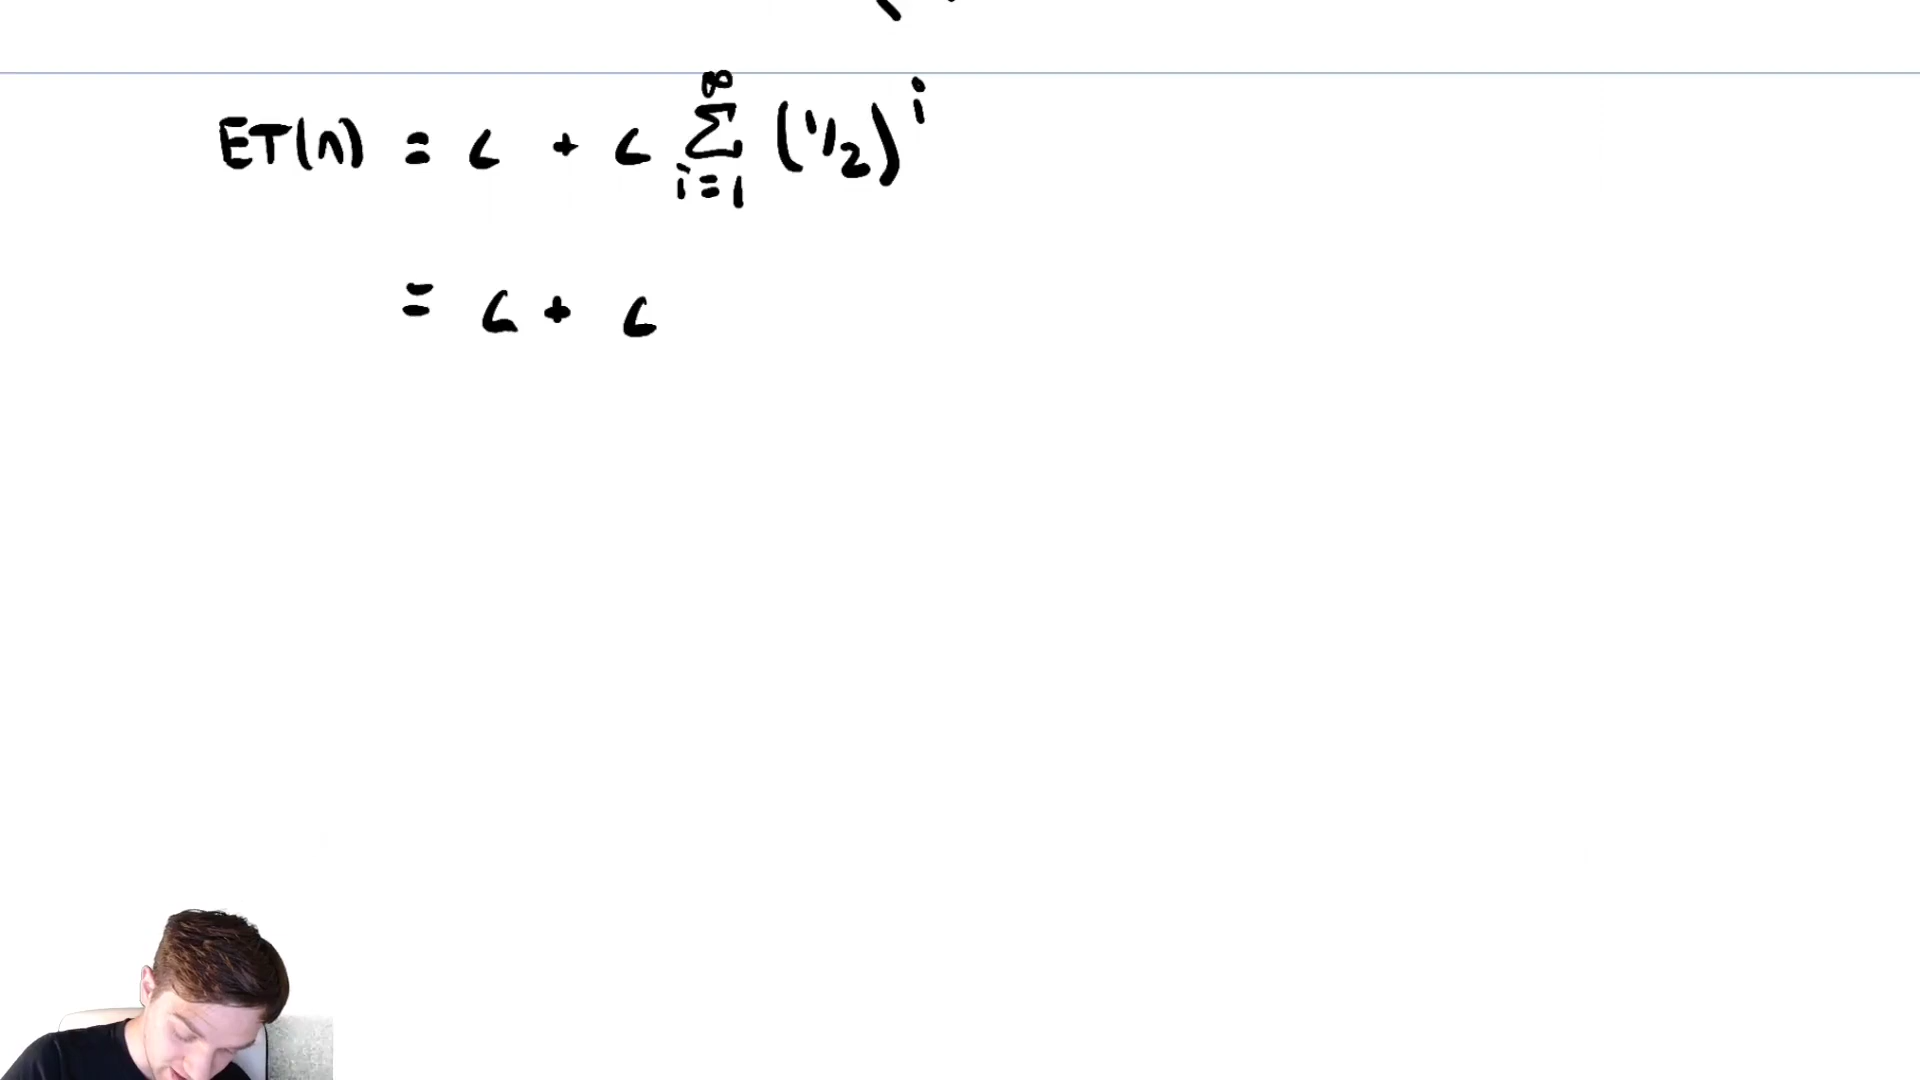 ET(n) = c + c ∞∑i=1 (1/2)^i
= c + c